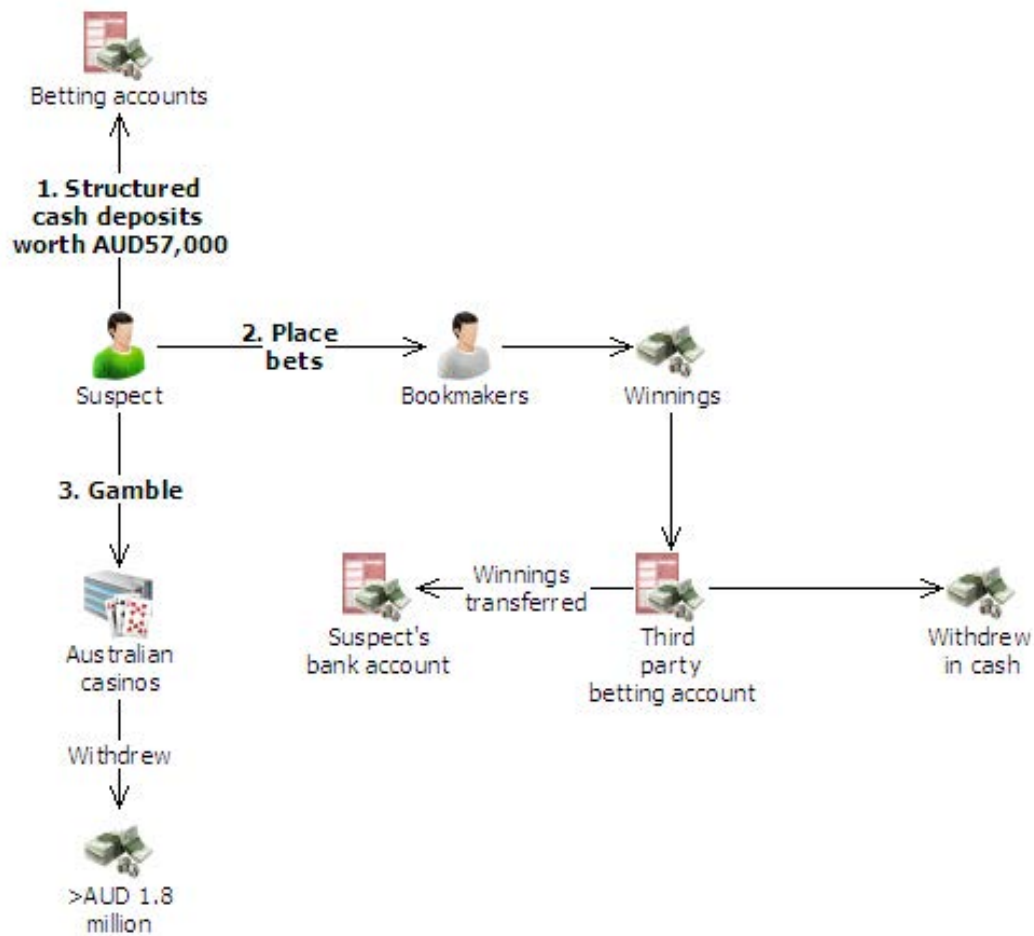 Betting accounts
1. Structured
cash deposits
worth AUD57,000
Suspect
2. Place
bets
Bookmakers
Winnings
3. Gamble
Australian
casinos
Winnings
transferred
Suspect's
bank account
Third
party
betting account
Withdrew
in cash
Withdrew
>AUD 1.8
million